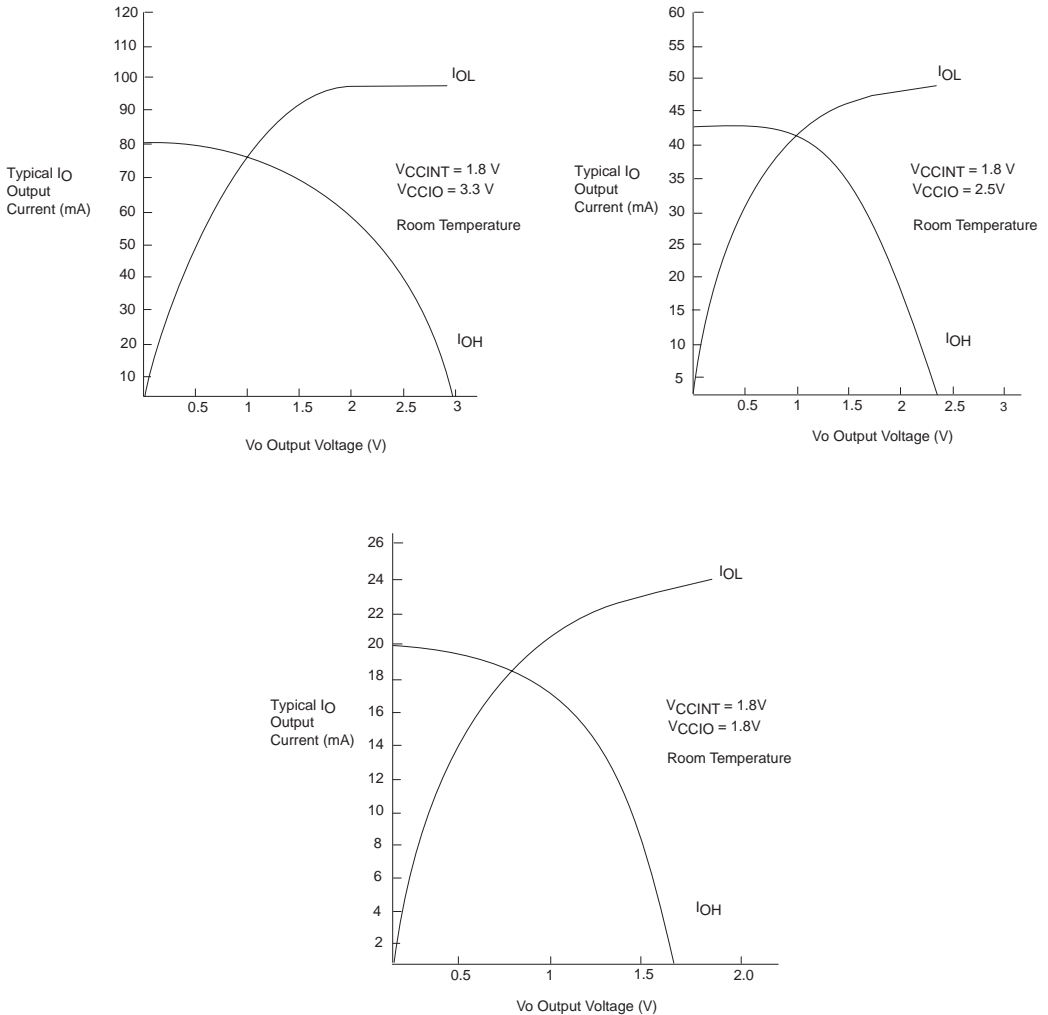 120
110
100
90
80
70
60
50
40
30
20
10
Typical IO
Output
Current (mA)
IOL
VCCINT = 1.8 V
VCCIO = 3.3 V
Room Temperature
IOH
0.5 1 1.5 2 2.5 3
Vo Output Voltage (V)
60
55
50
45
40
35
30
25
20
10
5
Typical IO
Output
Current (mA)
IOL
VCCINT = 1.8 V
VCCIO = 2.5V
Room Temperature
IOH
0.5 1 1.5 2 2.5 3
Vo Output Voltage (V)
26
24
22
20
18
16
14
12
10
8
6
4
2
Typical IO
Output
Current (mA)
IOL
VCCINT = 1.8V
VCCIO = 1.8V
Room Temperature
IOH
0.5 1 1.5 2.0
Vo Output Voltage (V)